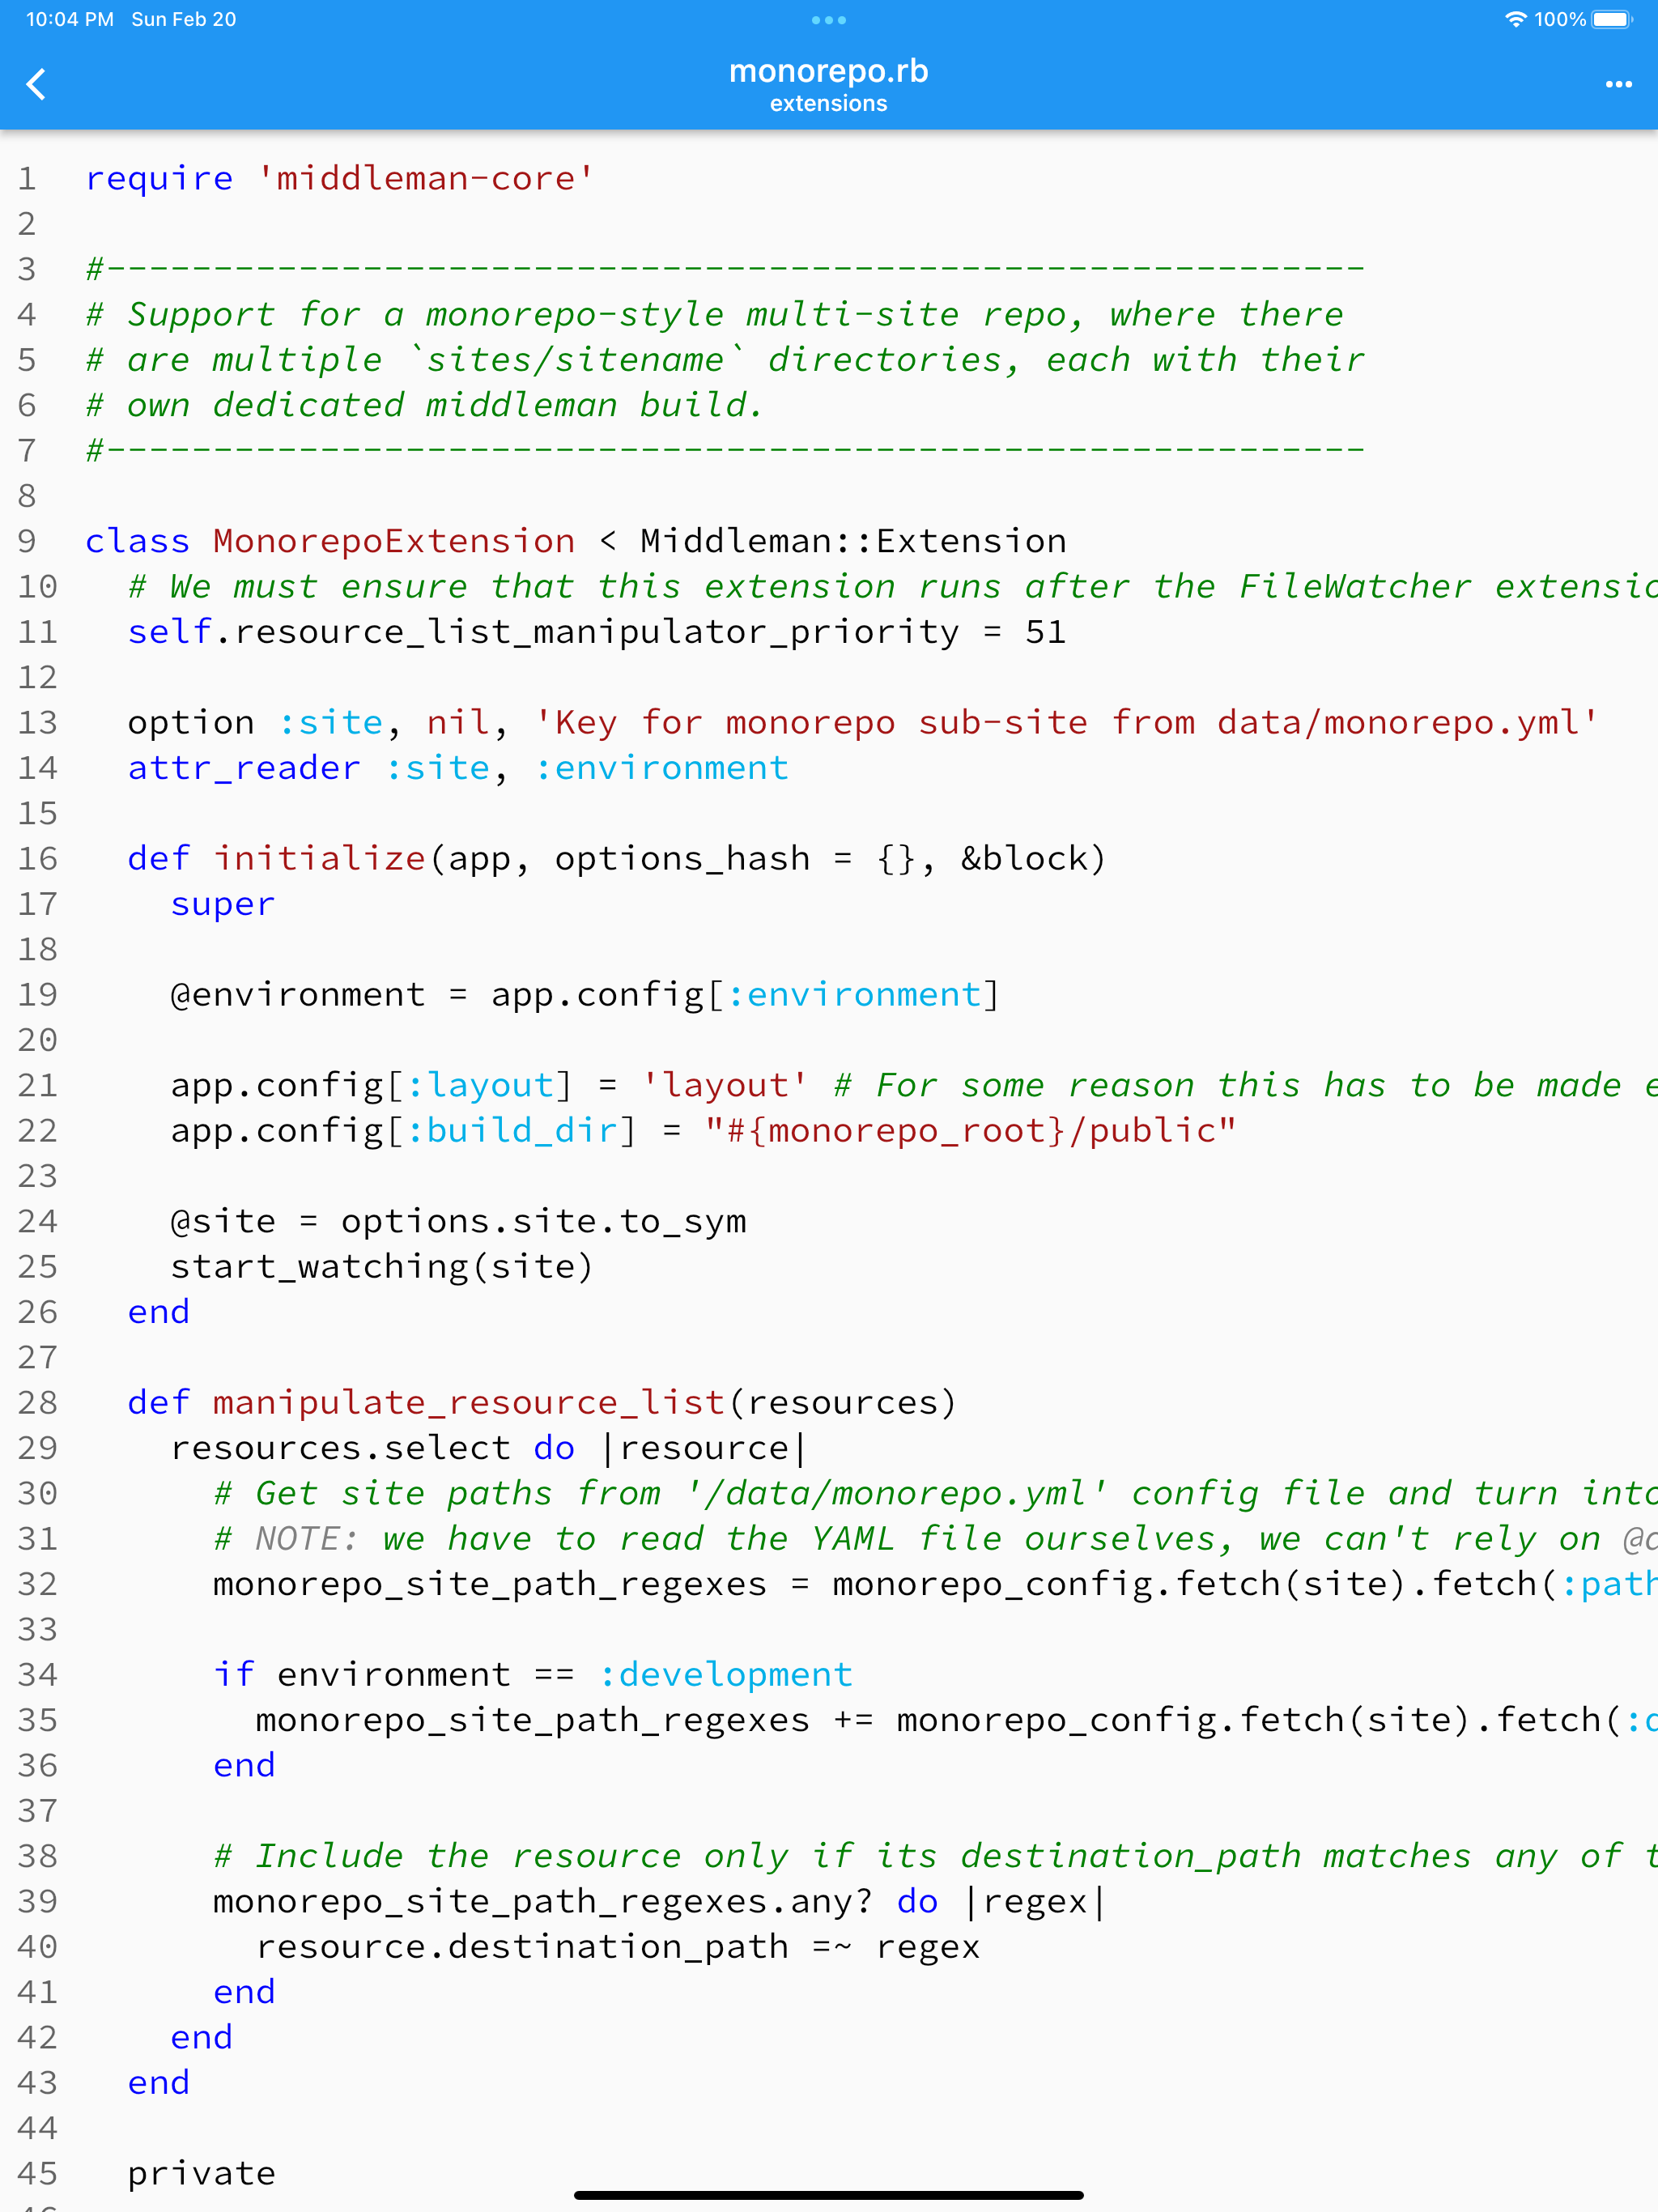 10:04 PM Sun Feb 20 100%
monorepo.rb
extensions
1 require 'middleman-core'
2
3 #-----------------------------------------------------------
4 # Support for a monorepo-style multi-site repo, where there
5 # are multiple `sites/sitename` directories, each with their
6 # own dedicated middleman build.
7 #-----------------------------------------------------------
8
9 class MonorepoExtension < Middleman::Extension
10 # We must ensure that this extension runs after the FileWatcher
11 self.resource_list_manipulator_priority = 51
12
13 option :site, nil, 'Key for monorepo sub-site from data/monorepo.yml'
14 attr_reader :site, :environment
15
16 def initialize(app, options_hash = {}, &block)
17 super
18
19 @environment = app.config[:environment]
20
21 app.config[:layout] = 'layout' # For some reason this has to be made
22 app.config[:build_dir] = "#{monorepo_root}/public"
23
24 @site = options.site.to_sym
25 start_watching(site)
26 end
27
28 def manipulate_resource_list(resources)
29 resources.select do |resource|
30 # Get site paths from '/data/monorepo.yml' config file and turn into
31 # NOTE: we have to read the YAML file ourselves, we can't rely on
32 monorepo_site_path_regexes = monorepo_config.fetch(site).fetch(:path
33
34 if environment == :development
35 monorepo_site_path_regexes += monorepo_config.fetch(site).fetch(:
36 end
37
38 # Include the resource only if its destination_path matches any of
39 monorepo_site_path_regexes.any? do |regex|
40 resource.destination_path =~ regex
41 end
42 end
43 end
44
45 private